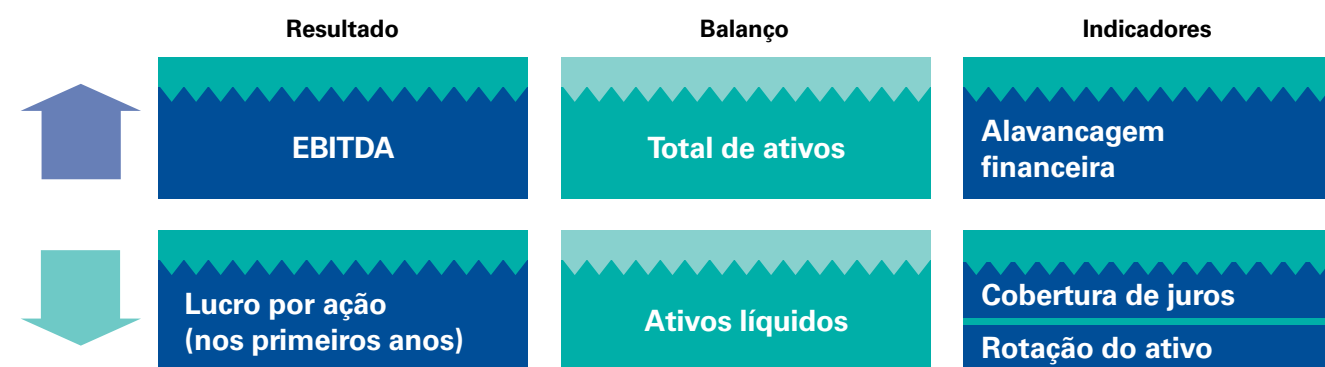 Resultado
Balanço
Indicadores
EBITDA
Total de ativos
Alavancagem
financeira
Lucro por ação
(nos primeiros anos)
Ativos líquidos
Cobertura de juros
Rotação do ativo